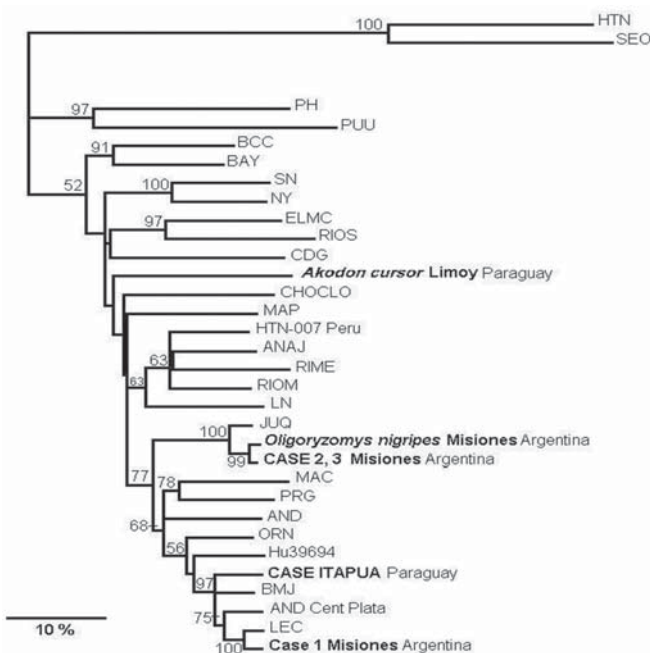 100 HTN
SEO
97 PH
PUU
91 BCC
BAY
52
100 SN
NY
97 ELMC
RIOS
CDG
Akodon cursor Limoy Paraguay
CHOCLO
MAP
HTN-007 Peru
63 ANAJ
RIME
63 RIOM
LN
JUQ
100 Oligoryzomys nigripes Misiones Argentina
99 CASE 2, 3 Misiones Argentina
77
78 MAC
PRG
68 AND
ORN
56 Hu39694
97 CASE ITAPUA Paraguay
BMJ
75 AND Cent Plata
LEC
100 Case 1 Misiones Argentina
10 %